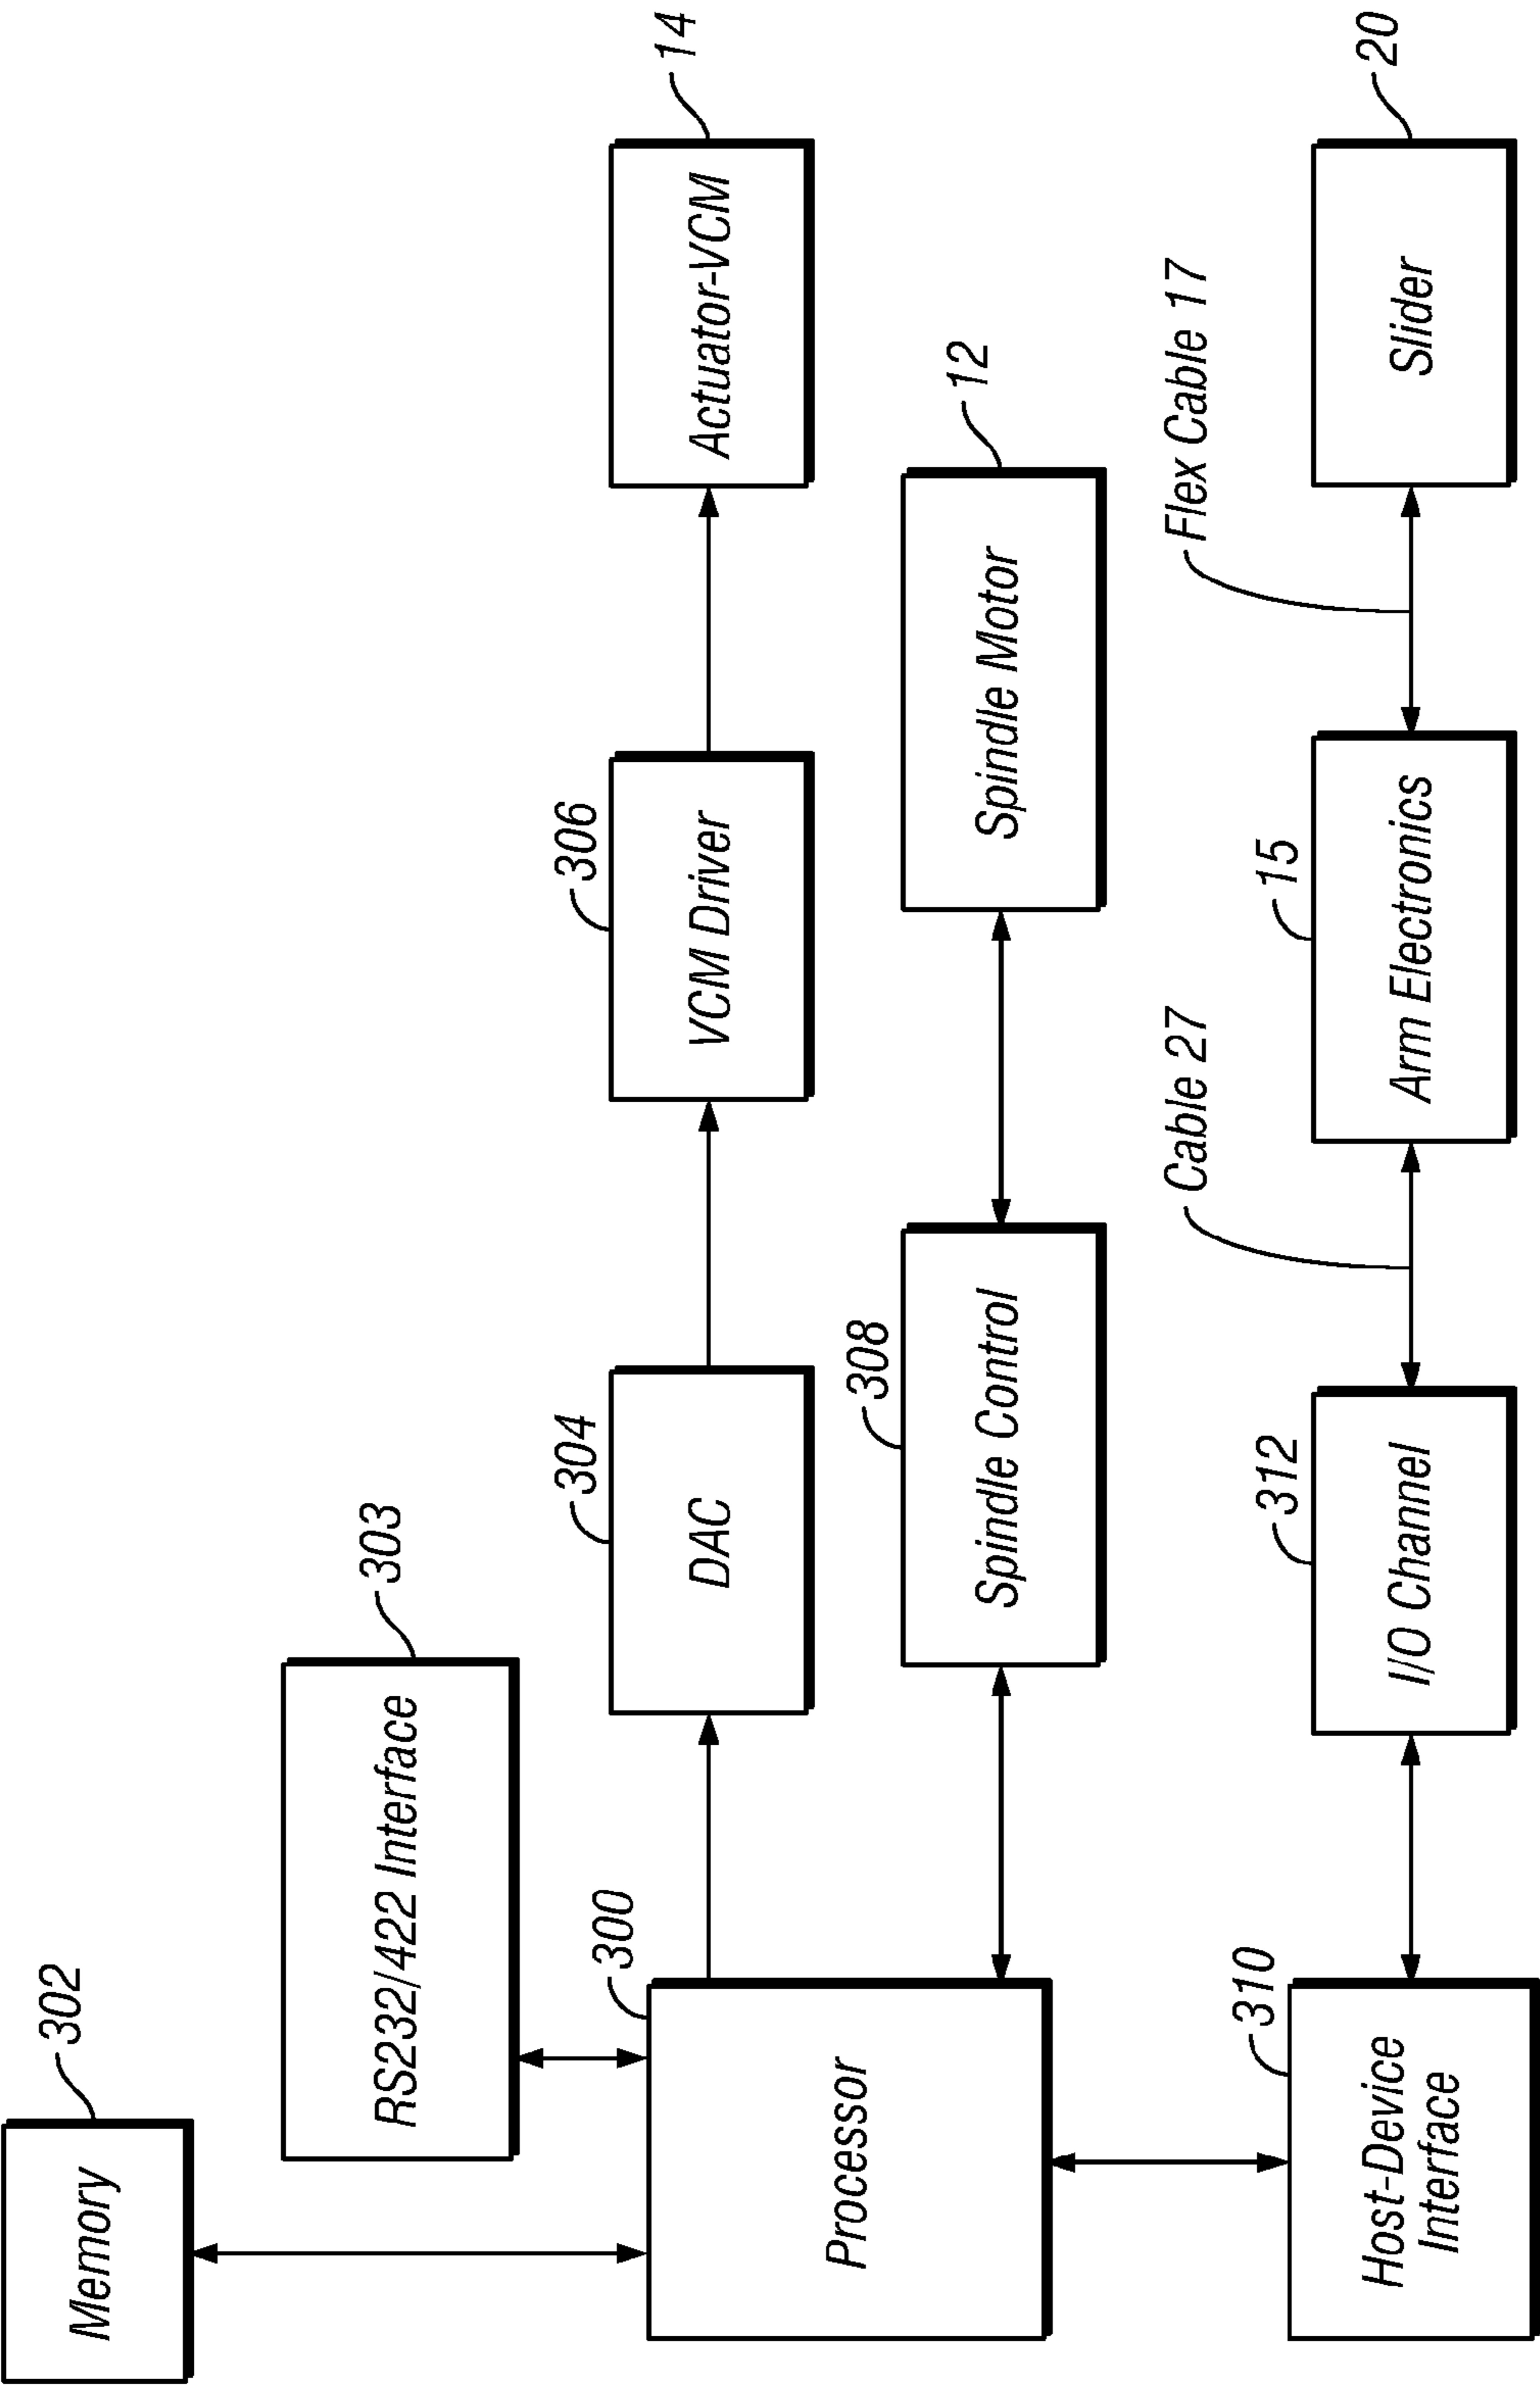 Memory
302
RS232/422 Interface
303
Processor
300
DAC
304
VCM Driver
306
Actuator-VCM
14
Spindle Control
308
Spindle Motor
12
Host-Device
Interface
310
I/O Channel
312
Cable 27
Arm Electronics
15
Flex Cable 17
Slider
20